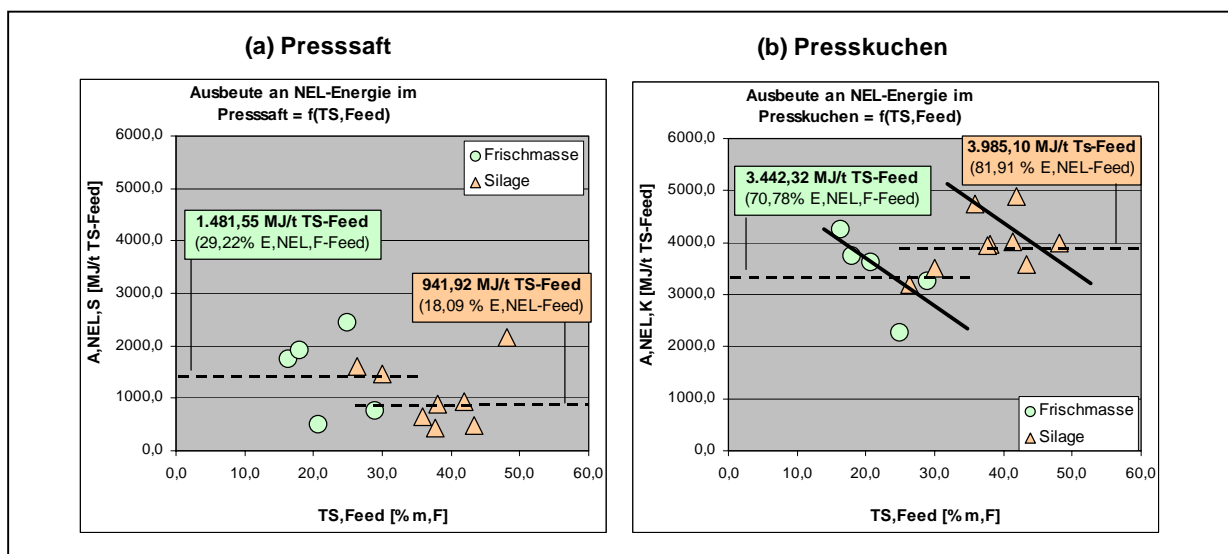 (a) Presssaft
Ausbeute an NEL-Energie im
Presssaft = f(TS,Feed)
A,NEL,S [MJ/t TS-Feed]
6000,0
5000,0
4000,0
3000,0
2000,0
1000,0
0,0
Frischmasse
Silage
1.481,55 MJ/t TS-Feed
(29,22% E,NEL,F-Feed)
941,92 MJ/t TS-Feed
(18,09 % E,NEL-Feed)
0,0 10,0 20,0 30,0 40,0 50,0 60,0
TS,Feed [% m,F]
(b) Presskuchen
Ausbeute an NEL-Energie im
Presskuchen = f(TS,Feed)
A,NEL,K [MJ/t TS-Feed]
6000,0
5000,0
4000,0
3000,0
2000,0
1000,0
0,0
3.985,10 MJ/t Ts-Feed
(81,91 % E,NEL-Feed)
3.442,32 MJ/t TS-Feed
(70,78% E,NEL,F-Feed)
Frischmasse
Silage
0,0 10,0 20,0 30,0 40,0 50,0 60,0
TS,Feed [% m,F]